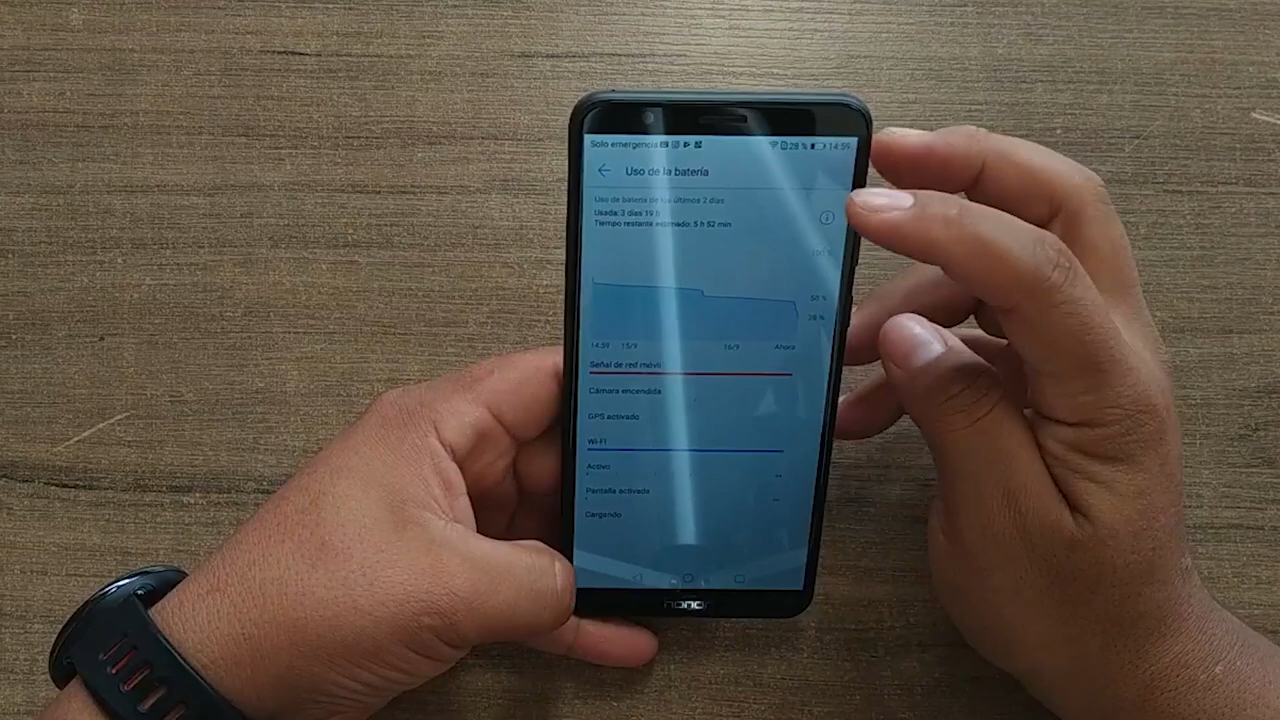 Solo emergencia 28 % 14:59
Uso de la batería
Uso de batería de los últimos 2 días
Usada: 3 días 19 h
Tiempo restante estimado: 5 h 52 min
100 %
50 %
28 %
14:59 15/9 16/9 Ahora
Señal de red móvil
Cámara encendida
GPS activado
Wi-Fi
Activo
Pantalla activada
Cargando
honor